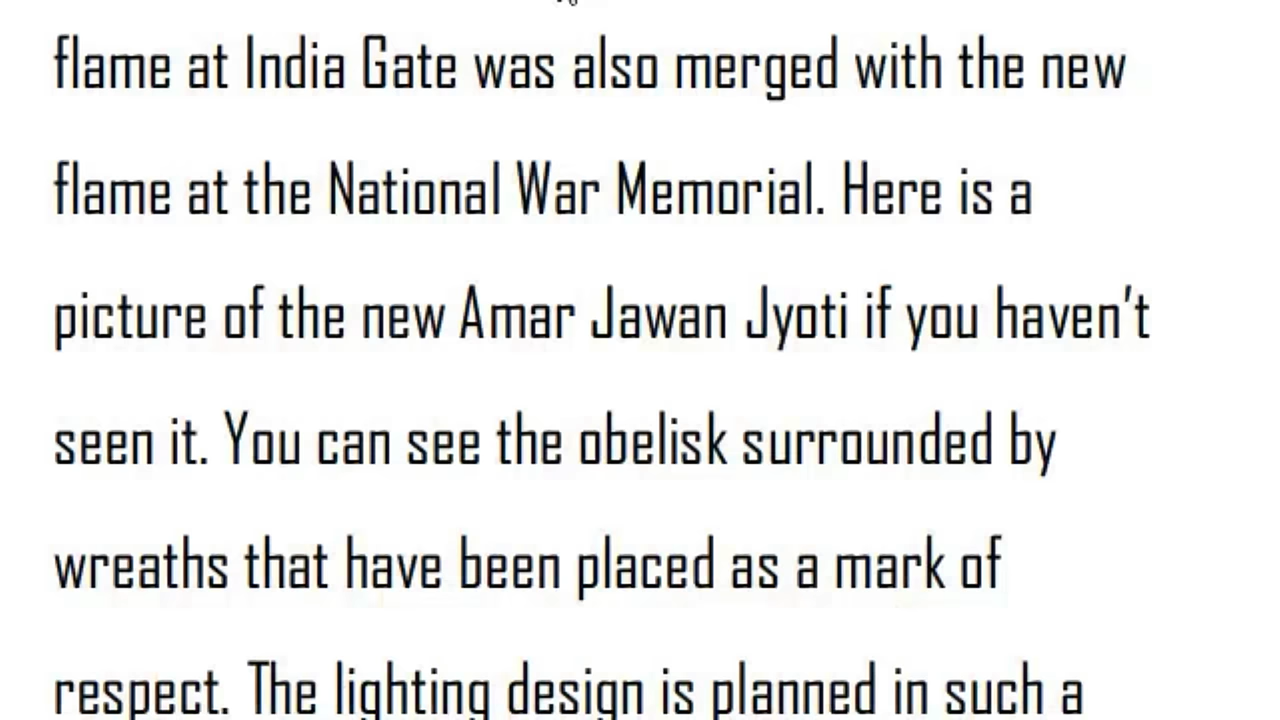 flame at India Gate was also merged with the new
flame at the National War Memorial. Here is a
picture of the new Amar Jawan Jyoti if you haven’t
seen it. You can see the obelisk surrounded by
wreaths that have been placed as a mark of
respect. The lighting design is planned in such a